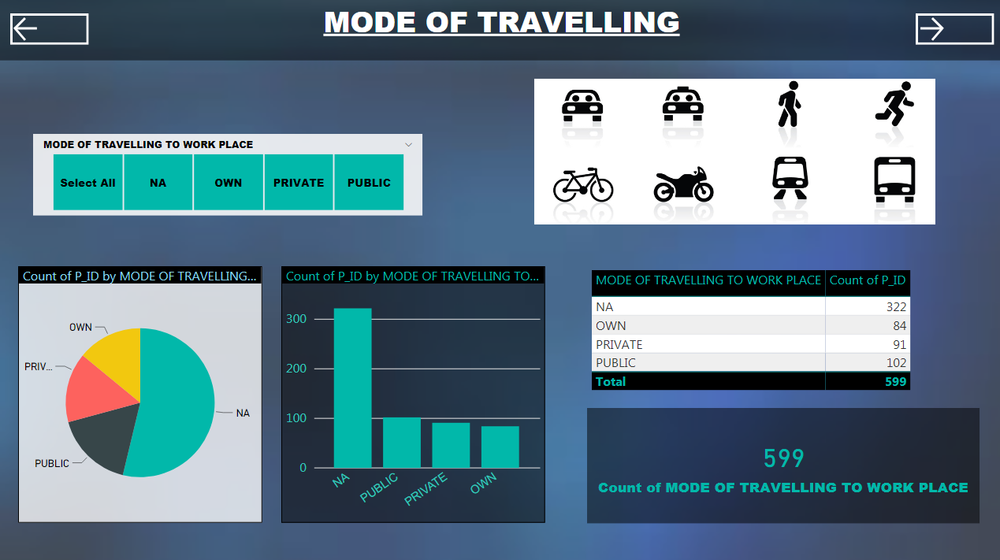 MODE OF TRAVELLING
MODE OF TRAVELLING TO WORK PLACE
Select All NA OWN PRIVATE PUBLIC
Count of P_ID by MODE OF TRAVELLING...
OWN
PRIV...
NA
PUBLIC
Count of P_ID by MODE OF TRAVELLING TO...
300
200
100
0
NA PUBLIC PRIVATE OWN
MODE OF TRAVELLING TO WORK PLACE Count of P_ID
NA 322
OWN 84
PRIVATE 91
PUBLIC 102
Total 599
599
Count of MODE OF TRAVELLING TO WORK PLACE